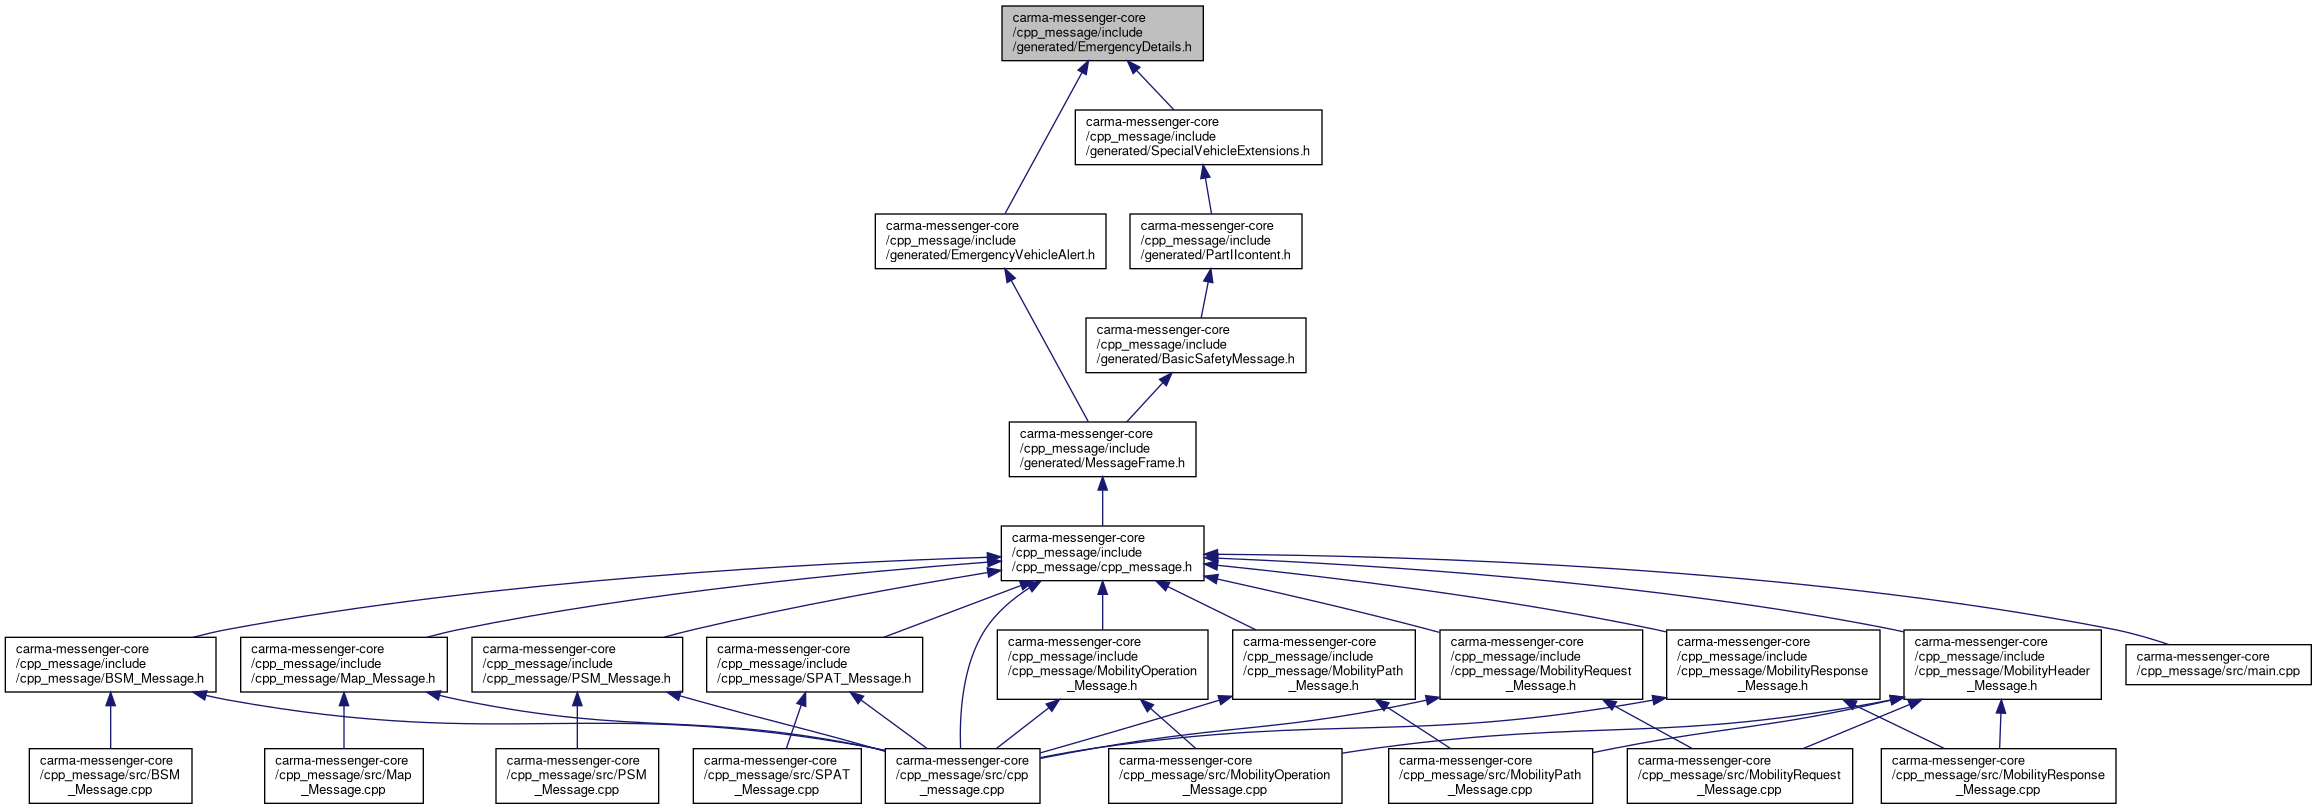 carma-messenger-core
/cpp_message/include
/generated/EmergencyDetails.h
carma-messenger-core
/cpp_message/include
/generated/SpecialVehicleExtensions.h
carma-messenger-core
/cpp_message/include
/generated/EmergencyVehicleAlert.h
carma-messenger-core
/cpp_message/include
/generated/PartIIcontent.h
carma-messenger-core
/cpp_message/include
/generated/BasicSafetyMessage.h
carma-messenger-core
/cpp_message/include
/generated/MessageFrame.h
carma-messenger-core
/cpp_message/include
/cpp_message/cpp_message.h
carma-messenger-core
/cpp_message/include
/cpp_message/BSM_Message.h
carma-messenger-core
/cpp_message/include
/cpp_message/Map_Message.h
carma-messenger-core
/cpp_message/include
/cpp_message/PSM_Message.h
carma-messenger-core
/cpp_message/include
/cpp_message/SPAT_Message.h
carma-messenger-core
/cpp_message/include
/cpp_message/MobilityOperation
_Message.h
carma-messenger-core
/cpp_message/include
/cpp_message/MobilityPath
_Message.h
carma-messenger-core
/cpp_message/include
/cpp_message/MobilityRequest
_Message.h
carma-messenger-core
/cpp_message/include
/cpp_message/MobilityResponse
_Message.h
carma-messenger-core
/cpp_message/include
/cpp_message/MobilityHeader
_Message.h
carma-messenger-core
/cpp_message/src/main.cpp
carma-messenger-core
/cpp_message/src/BSM
_Message.cpp
carma-messenger-core
/cpp_message/src/Map
_Message.cpp
carma-messenger-core
/cpp_message/src/PSM
_Message.cpp
carma-messenger-core
/cpp_message/src/SPAT
_Message.cpp
carma-messenger-core
/cpp_message/src/cpp
_message.cpp
carma-messenger-core
/cpp_message/src/MobilityOperation
_Message.cpp
carma-messenger-core
/cpp_message/src/MobilityPath
_Message.cpp
carma-messenger-core
/cpp_message/src/MobilityRequest
_Message.cpp
carma-messenger-core
/cpp_message/src/MobilityResponse
_Message.cpp